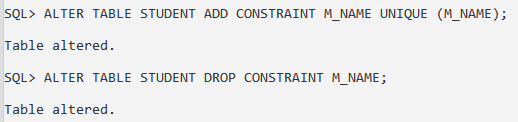 SQL> ALTER TABLE STUDENT ADD CONSTRAINT M_NAME UNIQUE (M_NAME);
Table altered.
SQL> ALTER TABLE STUDENT DROP CONSTRAINT M_NAME;
Table altered.